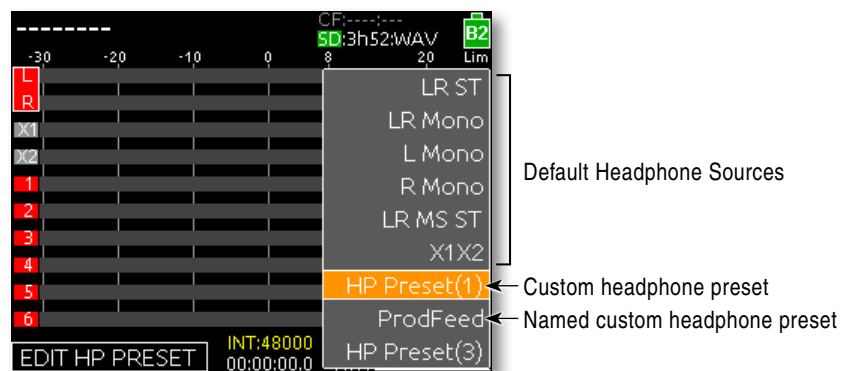 --------
CF:----:---
SD:3h52:WAV
B2
-30 -20 -10 0 8 20 Lim
L
R
X1
X2
1
2
3
4
5
6
LR ST
LR Mono
L Mono
R Mono
LR MS ST
X1X2
HP Preset(1)
ProdFeed
HP Preset(3)
Default Headphone Sources
Custom headphone preset
Named custom headphone preset
EDIT HP PRESET
INT:48000
00:00:00.0